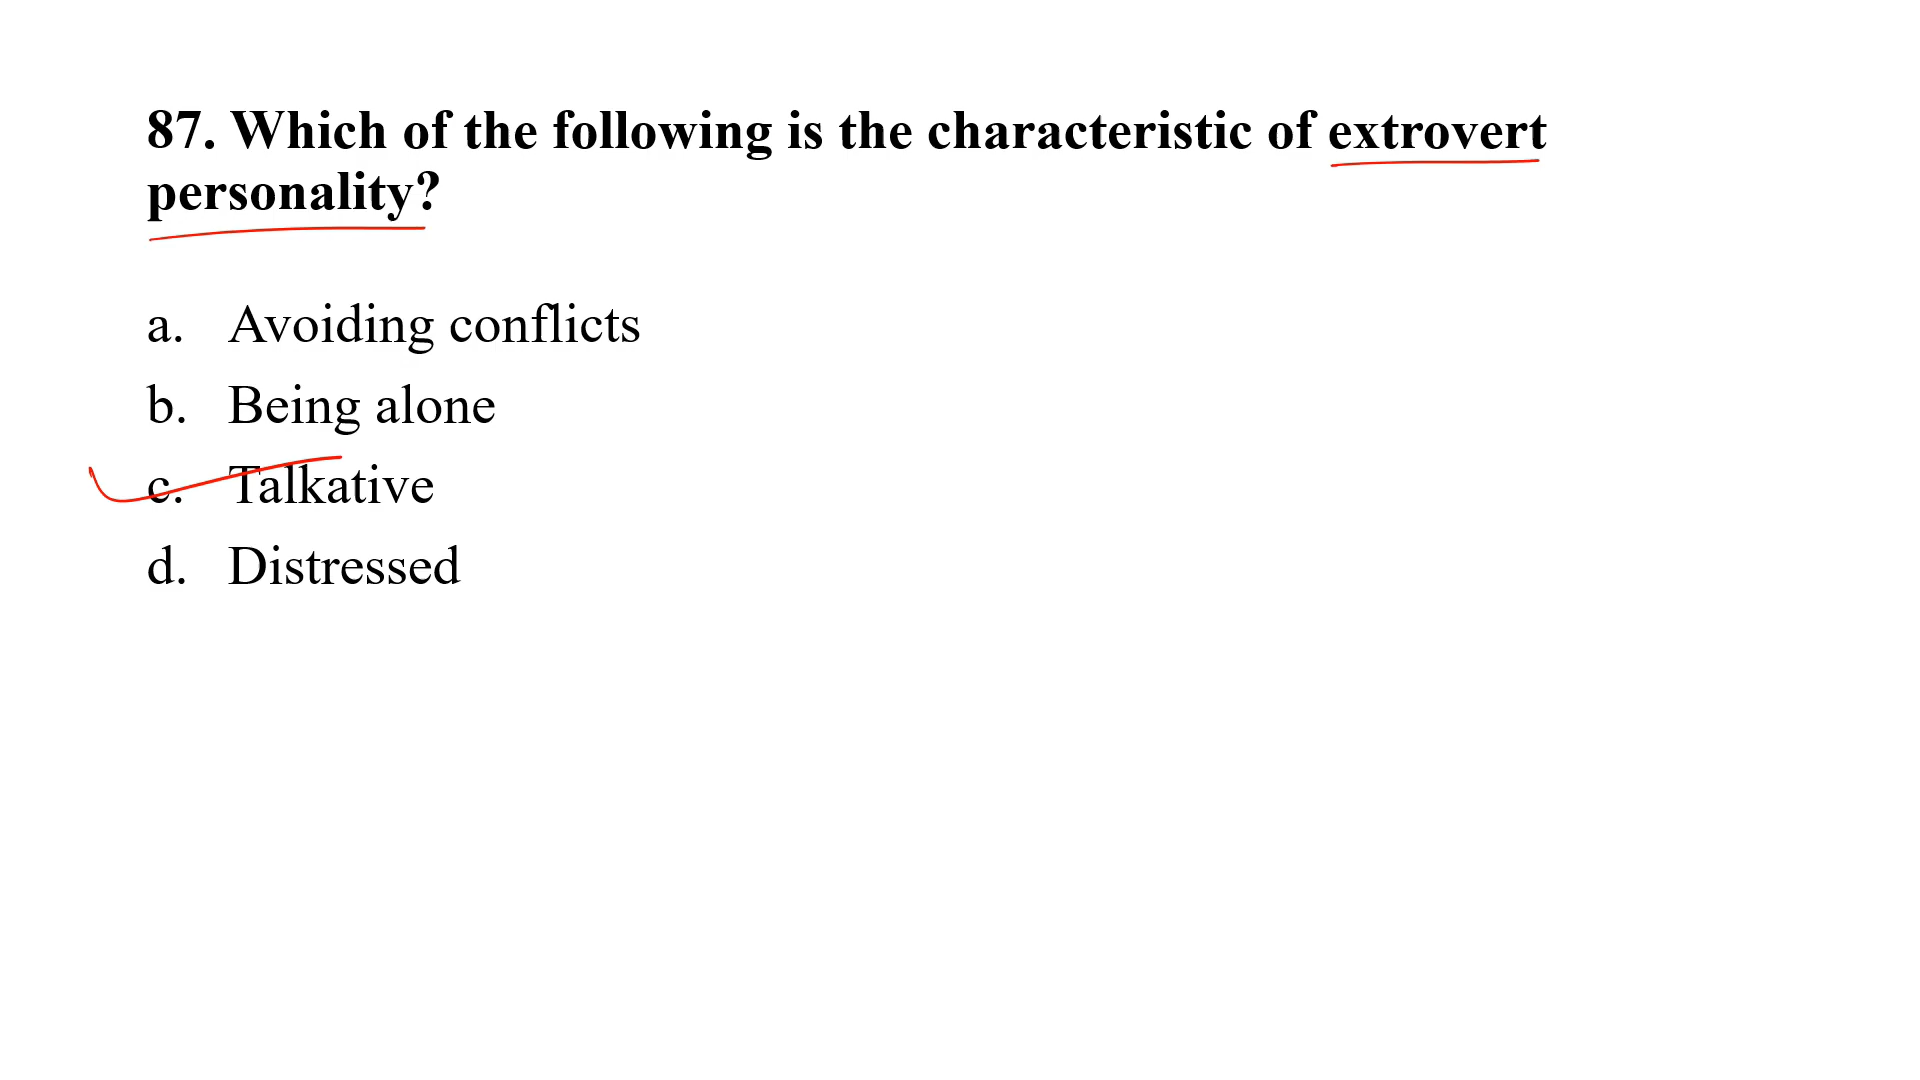 87. Which of the following is the characteristic of extrovert
personality?
a. Avoiding conflicts
b. Being alone
c. Talkative
d. Distressed